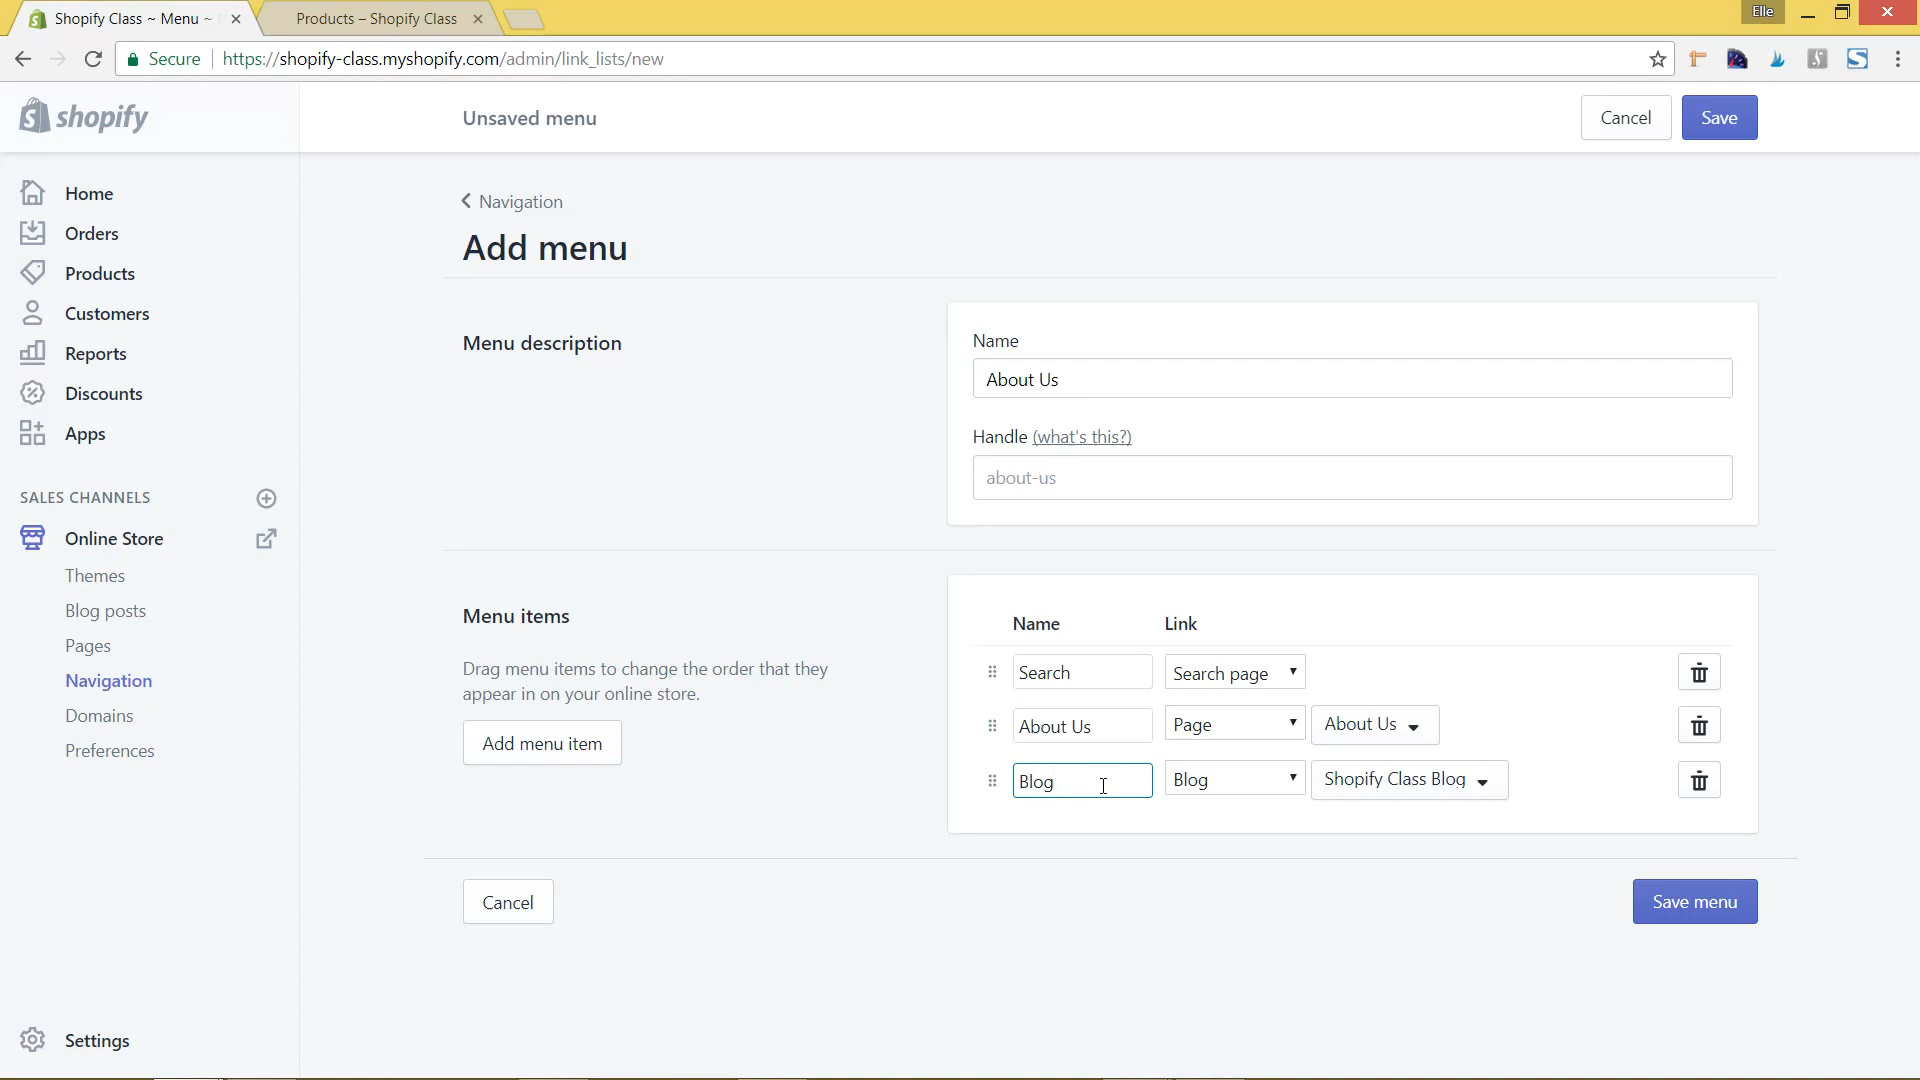 Shopify Class ~ Menu ~
Products – Shopify Class
Elle
Secure
https://shopify-class.myshopify.com/admin/link_lists/new
shopify
Unsaved menu
Cancel
Save
Home
Orders
Products
Customers
Reports
Discounts
Apps
SALES CHANNELS
Online Store
Themes
Blog posts
Pages
Navigation
Domains
Preferences
Settings
Navigation
Add menu
Menu description
Name
About Us
Handle (what's this?)
about-us
Menu items
Drag menu items to change the order that they
appear in on your online store.
Add menu item
Name Link
Search Search page
About Us Page About Us
Blog Blog Shopify Class Blog
Cancel
Save menu